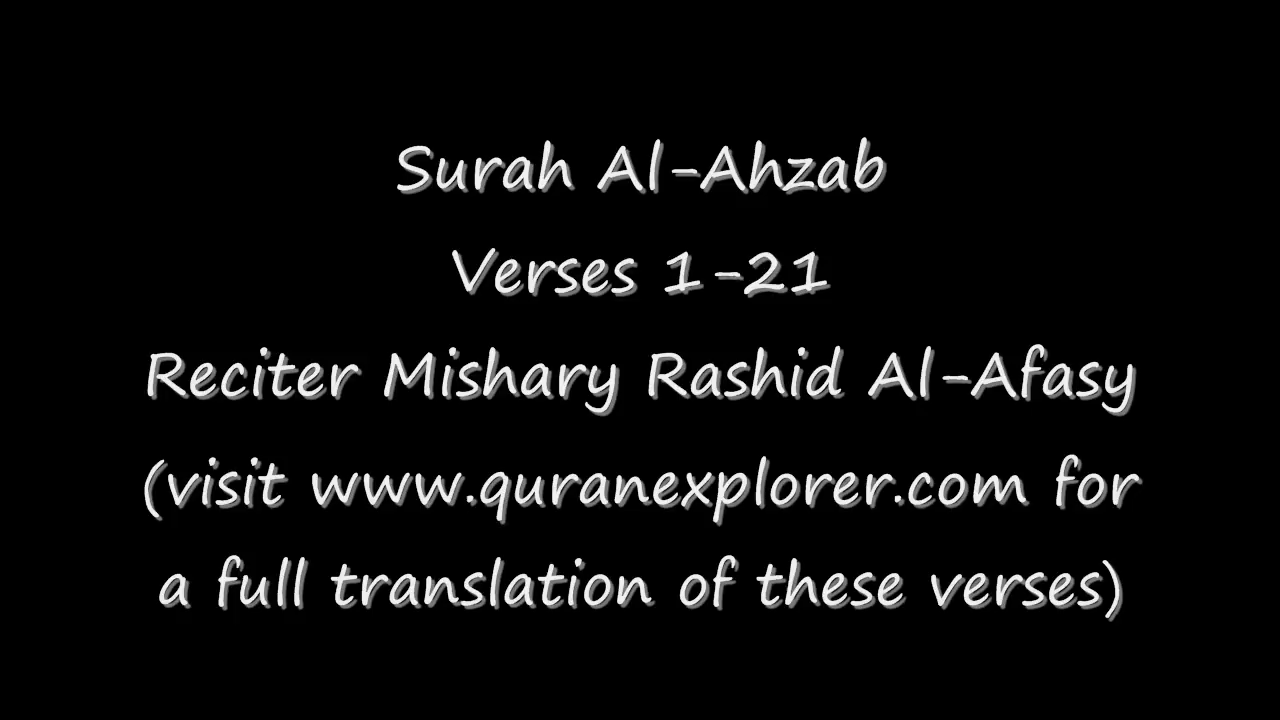 Surah Al-Ahzab
Verses 1-21
Reciter Mishary Rashid Al-Afasy
(visit www.quranexplorer.com for
a full translation of these verses)